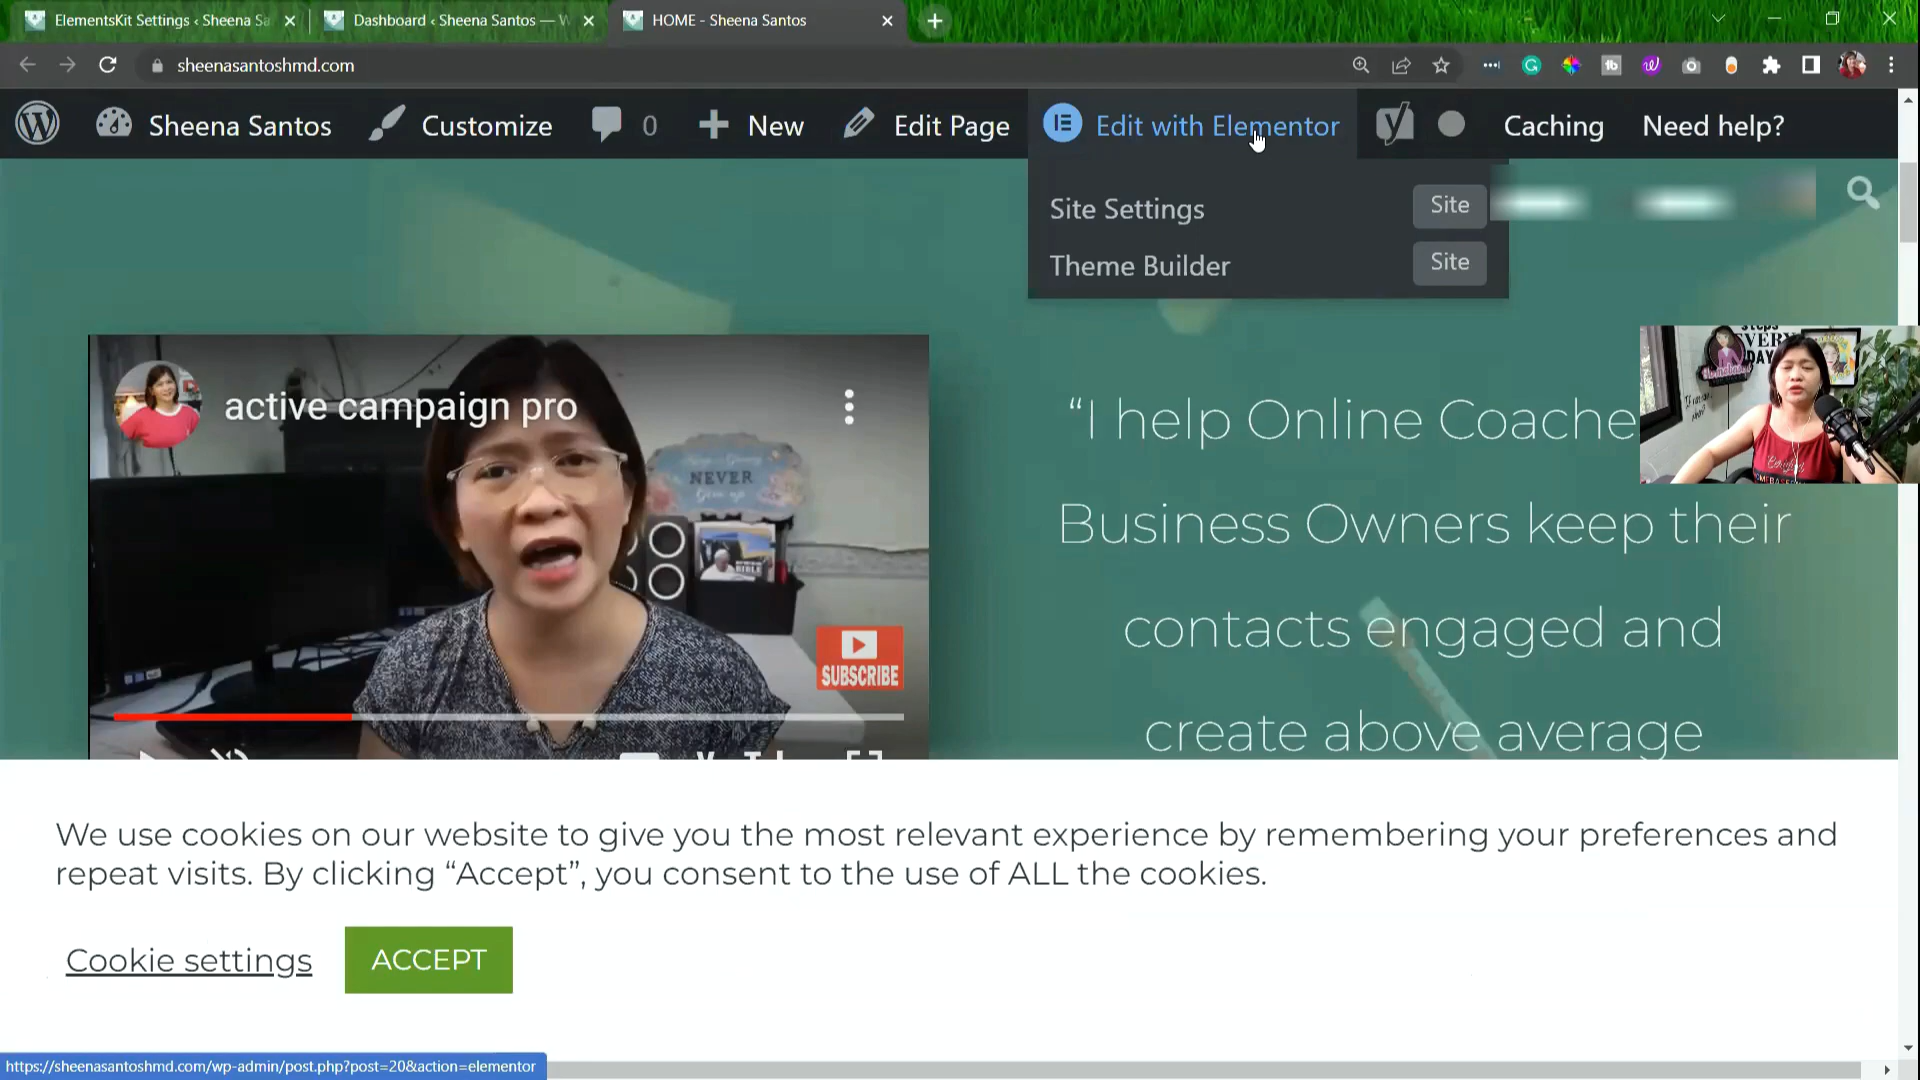 ElementsKit Settings ‹ Sheena Sa
Dashboard ‹ Sheena Santos — W
HOME - Sheena Santos
sheenasantoshmd.com
Sheena Santos
Customize
0
New
Edit Page
Edit with Elementor
Caching
Need help?
Site Settings
Site
Theme Builder
Site
active campaign pro
NEVER
Give up
BIBLE
SUBSCRIBE
“I help Online Coache
Business Owners keep their
contacts engaged and
create above average
EVERY
DAY
We use cookies on our website to give you the most relevant experience by remembering your preferences and
repeat visits. By clicking “Accept”, you consent to the use of ALL the cookies.
Cookie settings
ACCEPT
https://sheenasantoshmd.com/wp-admin/post.php?post=20&action=elementor